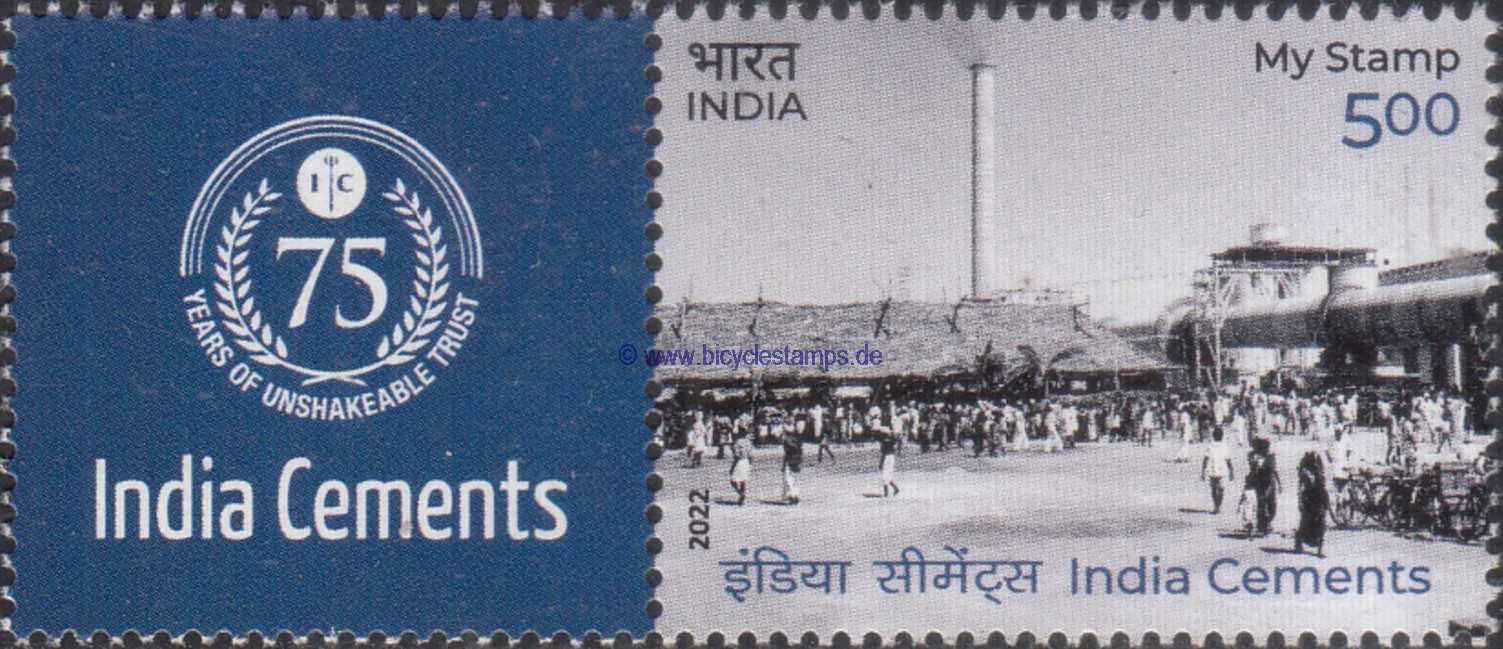 I C
75
YEARS OF UNSHAKEABLE TRUST
India Cements
भारत
INDIA
My Stamp
500
© www.bicyclestamps.de
2022
इंडिया सीमेंट्स India Cements